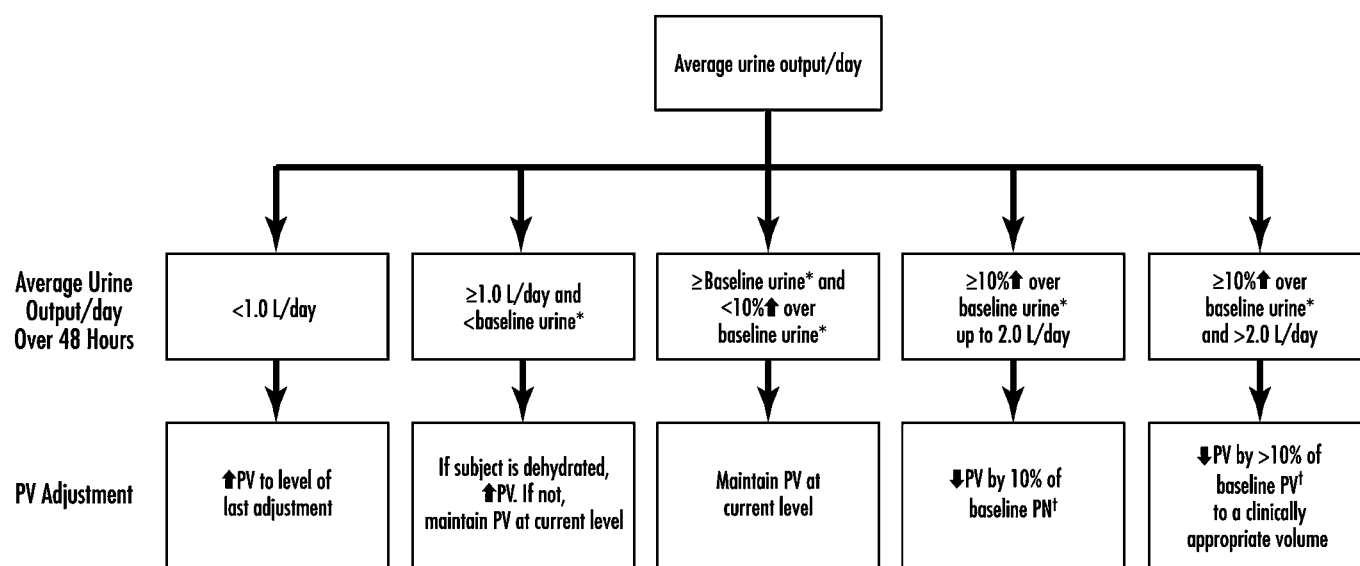 Average urine output/day
Average Urine
Output/day
Over 48 Hours
<1.0 L/day
≥1.0 L/day and
<baseline urine*
≥Baseline urine* and
<10%⬆ over
baseline urine*
≥10%⬆ over
baseline urine*
up to 2.0 L/day
≥10%⬆ over
baseline urine*
and >2.0 L/day
PV Adjustment
⬆PV to level of
last adjustment
If subject is dehydrated,
⬆PV. If not,
maintain PV at current level
Maintain PV at
current level
⬇PV by 10% of
baseline PN†
⬇PV by >10% of
baseline PV†
to a clinically
appropriate volume